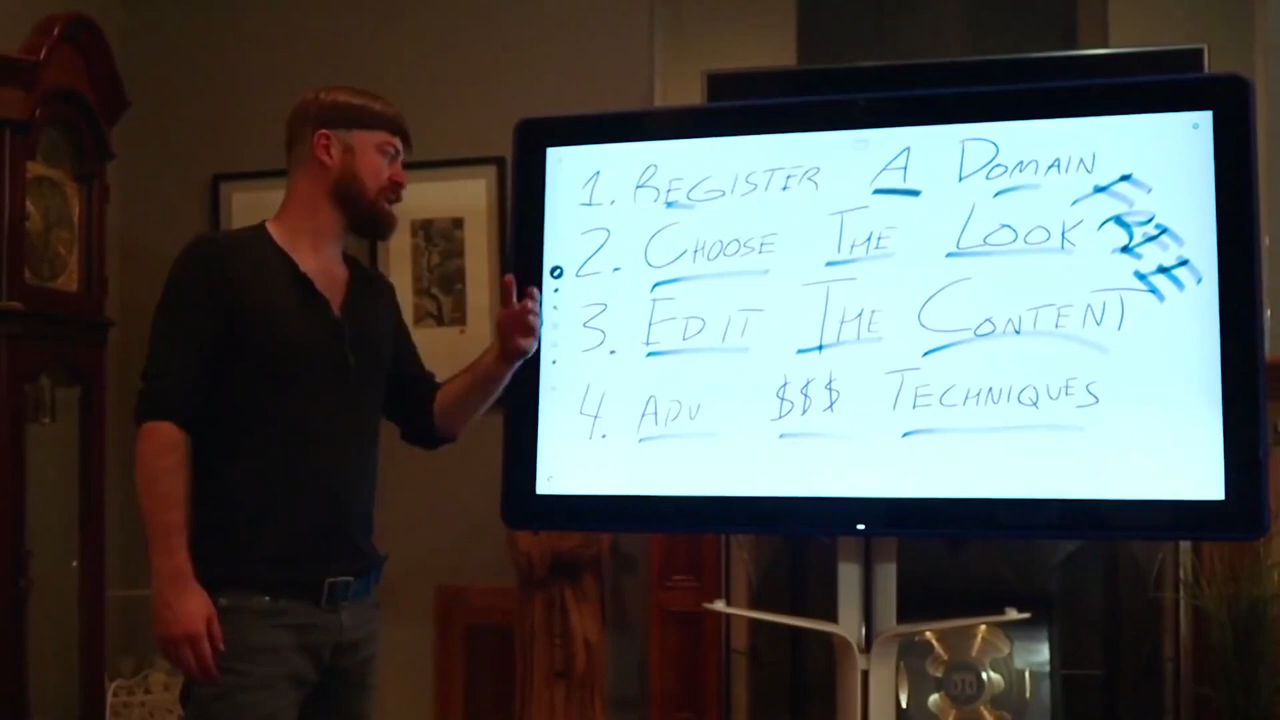 1. REGISTER A DOMAIN
FREE
2. CHOOSE THE LOOK
3. EDIT THE CONTENT
4. ADV $$$ TECHNIQUES